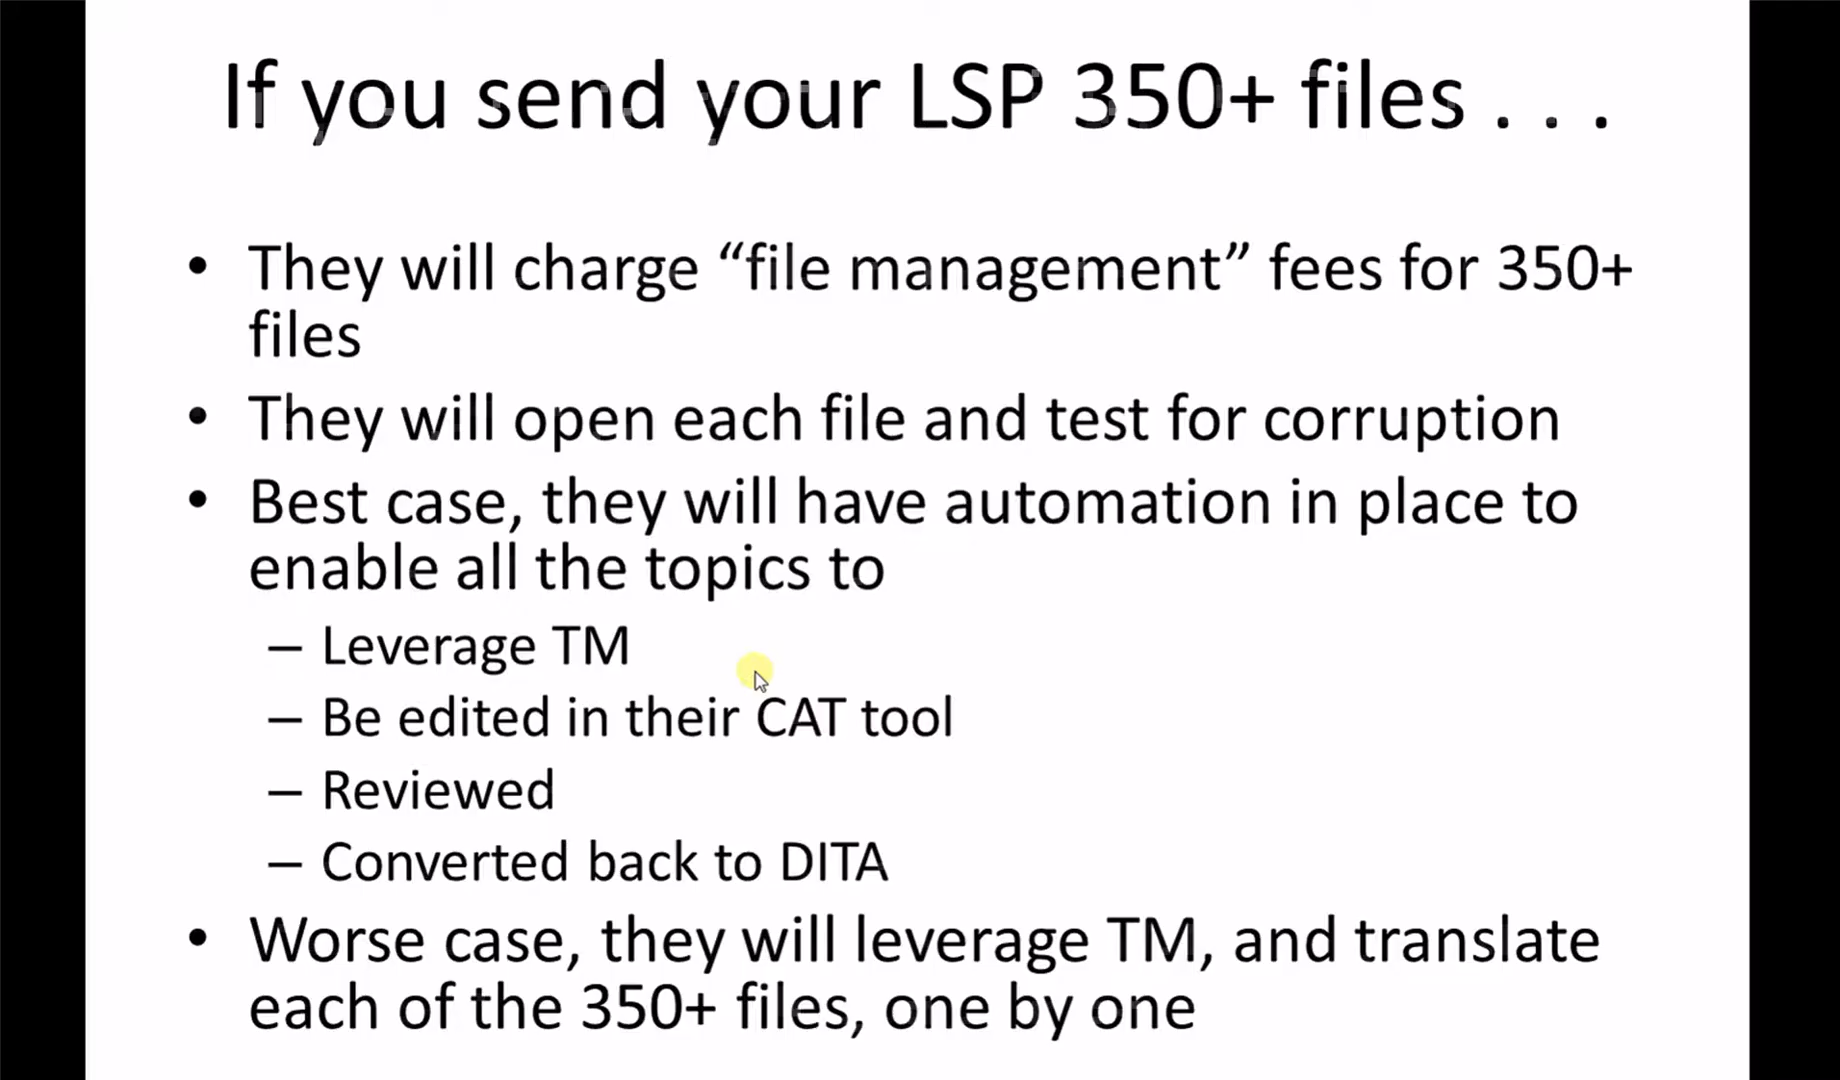 If you send your LSP 350+ files . . .
• They will charge “file management” fees for 350+
files
• They will open each file and test for corruption
• Best case, they will have automation in place to
enable all the topics to
– Leverage TM
– Be edited in their CAT tool
– Reviewed
– Converted back to DITA
• Worse case, they will leverage TM, and translate
each of the 350+ files, one by one